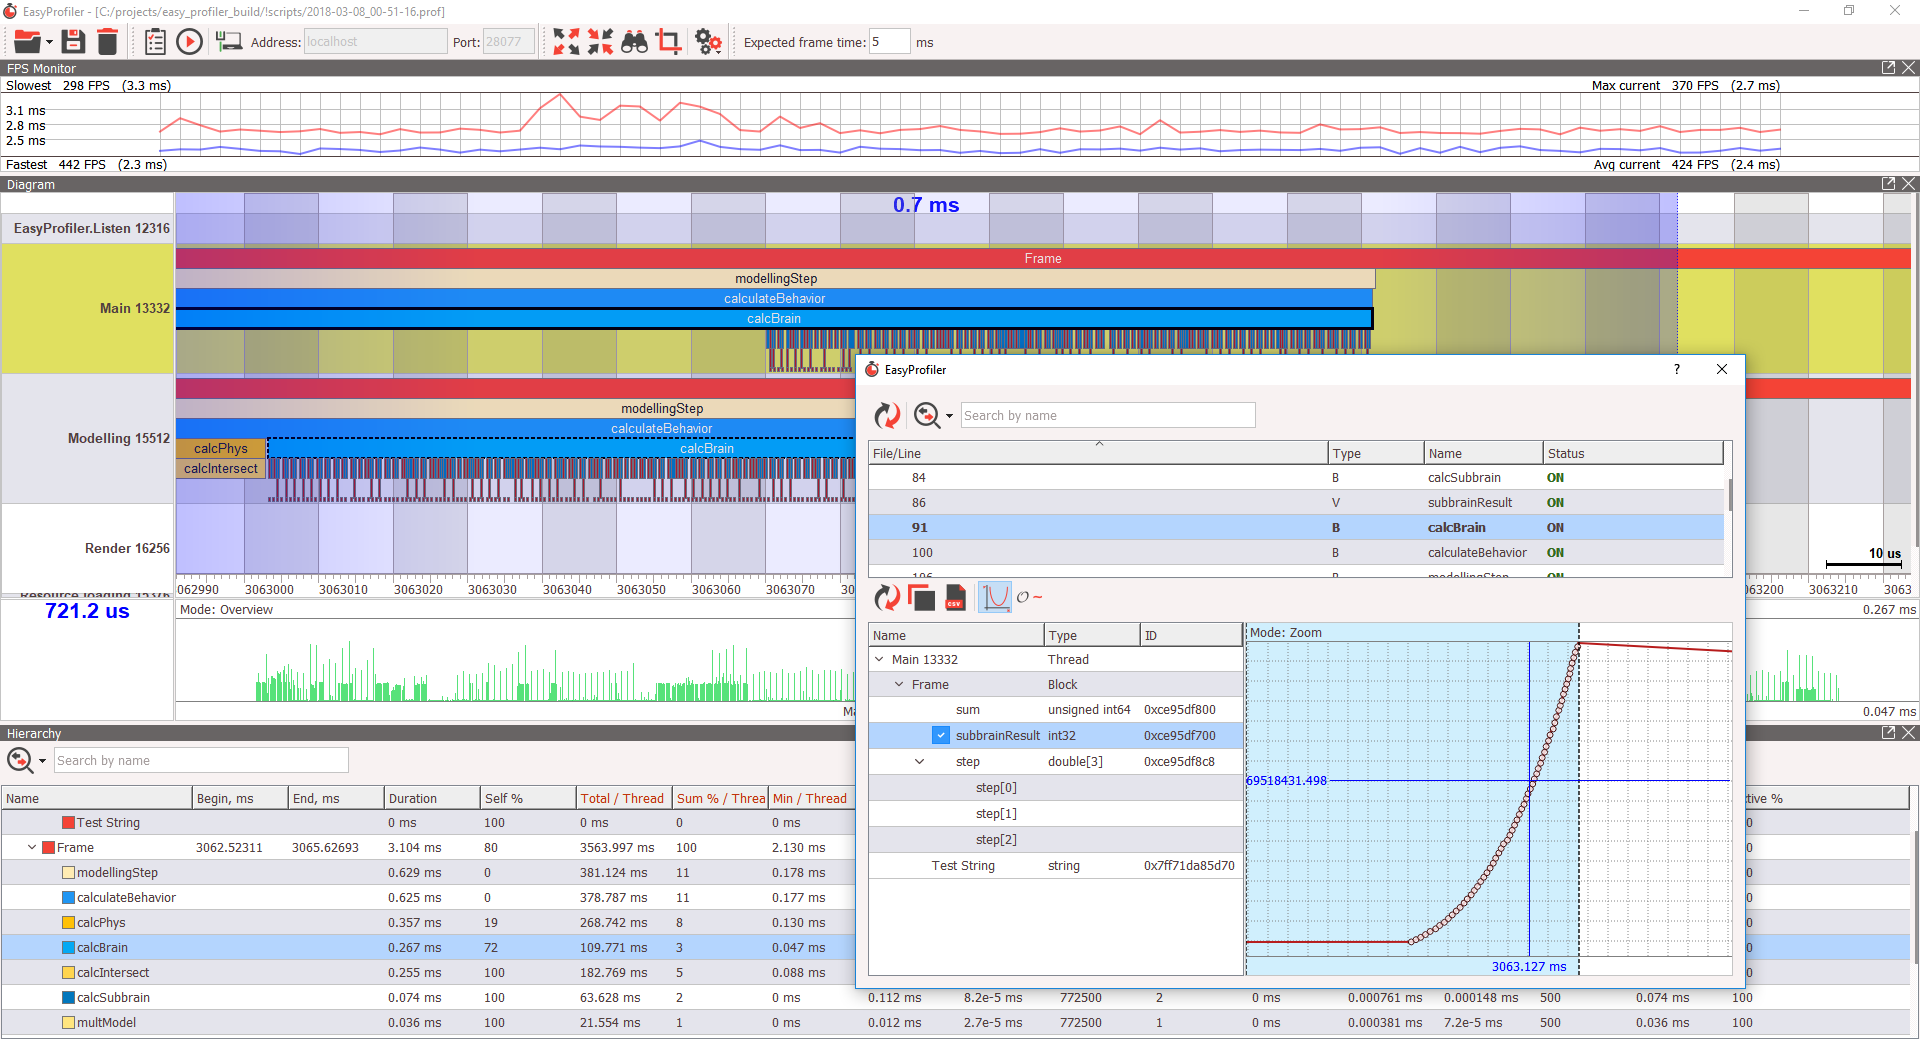 EasyProfiler - [C:/projects/easy_profiler_build/!scripts/2018-03-08_00-51-16.prof]
Address: localhost Port: 28077 Expected frame time: 5 ms
FPS Monitor
Slowest 298 FPS (3.3 ms) Max current 370 FPS (2.7 ms)
3.1 ms
2.8 ms
2.5 ms
Fastest 442 FPS (2.3 ms) Avg current 424 FPS (2.4 ms)
Diagram
0.7 ms
EasyProfiler.Listen 12316
Frame
modellingStep
calculateBehavior
Main 13332
calcBrain
modellingStep
calculateBehavior
Modelling 15512
calcPhys calcBrain
calcIntersect
Render 16256
10 us
062990 3063000 3063010 3063020 3063030 3063040 3063050 3063060 3063070 30 063200 3063210 3063
721.2 us
Mode: Overview 0.267 ms
Ma 0.047 ms
EasyProfiler ?
Search by name
File/Line Type Name Status
84 B calcSubbrain ON
86 V subbrainResult ON
91 B calcBrain ON
100 B calculateBehavior ON
Name Type ID
Main 13332 Thread
Frame Block
sum unsigned int64 0xce95df800
subbrainResult int32 0xce95df700
step double[3] 0xce95df8c8
step[0]
step[1]
step[2]
Test String string 0x7ff71da85d70
Mode: Zoom
69518431.498
3063.127 ms
Hierarchy
Search by name
Name Begin, ms End, ms Duration Self % Total / Thread Sum % / Threa Min / Thread tive %
Test String 0 ms 100 0 ms 0 0 ms 0
Frame 3062.52311 3065.62693 3.104 ms 80 3563.997 ms 100 2.130 ms 0
modellingStep 0.629 ms 0 381.124 ms 11 0.178 ms 0
calculateBehavior 0.625 ms 0 378.787 ms 11 0.177 ms 0
calcPhys 0.357 ms 19 268.742 ms 8 0.130 ms 0
calcBrain 0.267 ms 72 109.771 ms 3 0.047 ms 0
calcIntersect 0.255 ms 100 182.769 ms 5 0.088 ms 0
calcSubbrain 0.074 ms 100 63.628 ms 2 0 ms 0.112 ms 8.2e-5 ms 772500 2 0 ms 0.000761 ms 0.000148 ms 500 0.074 ms 100
multModel 0.036 ms 100 21.554 ms 1 0 ms 0.012 ms 2.7e-5 ms 772500 1 0 ms 0.000381 ms 7.2e-5 ms 500 0.036 ms 100